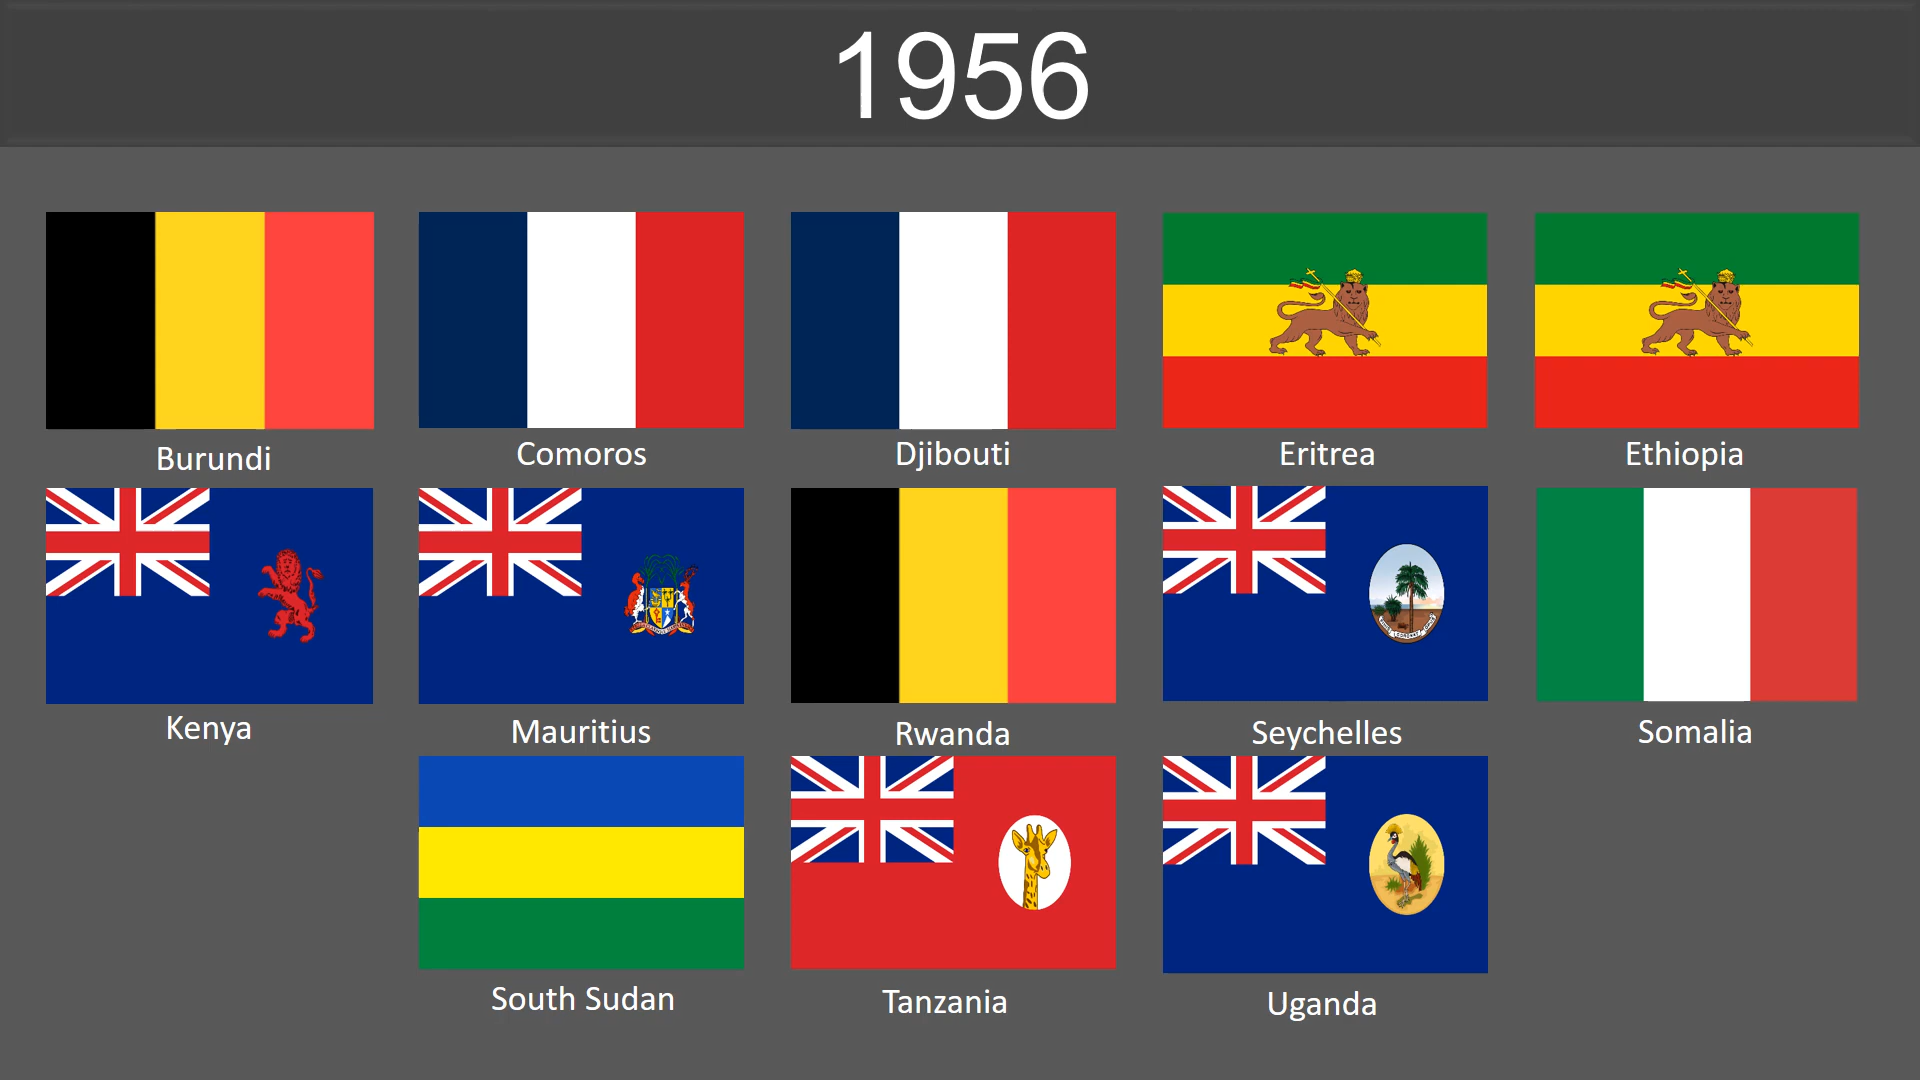 1956
Burundi
Comoros
Djibouti
Eritrea
Ethiopia
Kenya
Mauritius
Rwanda
Seychelles
Somalia
South Sudan
Tanzania
Uganda